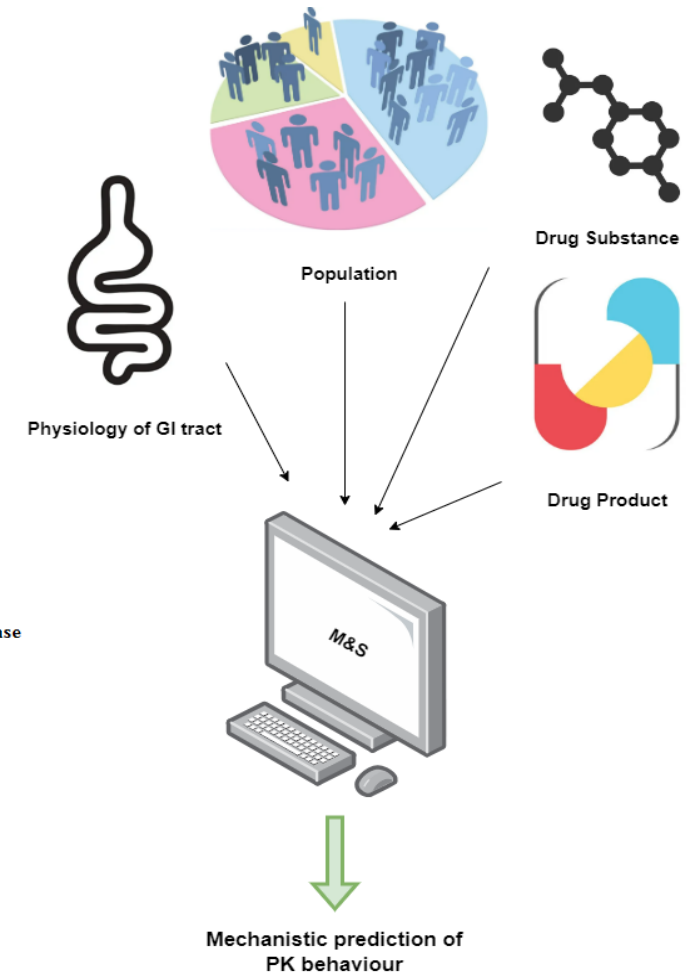 Drug Substance
Population
Physiology of GI tract
Drug Product
M&S
Mechanistic prediction of
PK behaviour